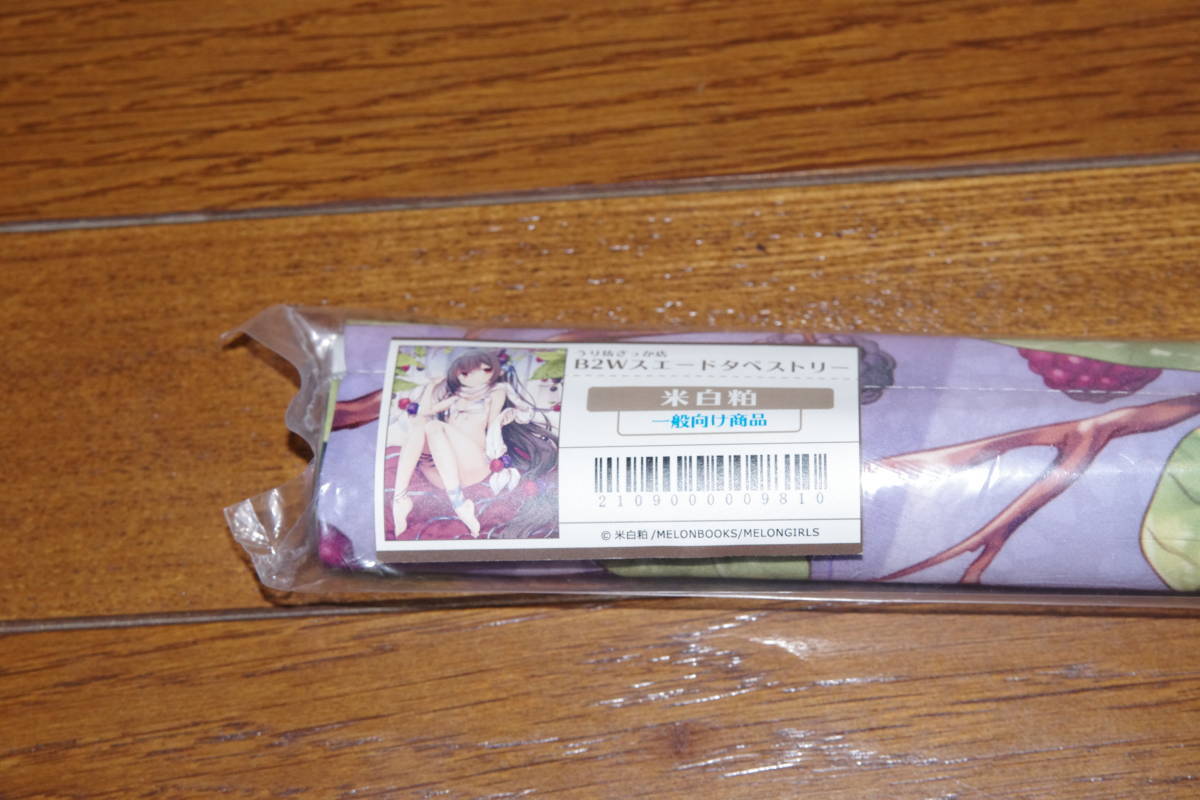 うり坊ざっか店
B2Wスエードタペストリー
米白粕
一般向け商品
2109000009810
© 米白粕/MELONBOOKS/MELONGIRLS